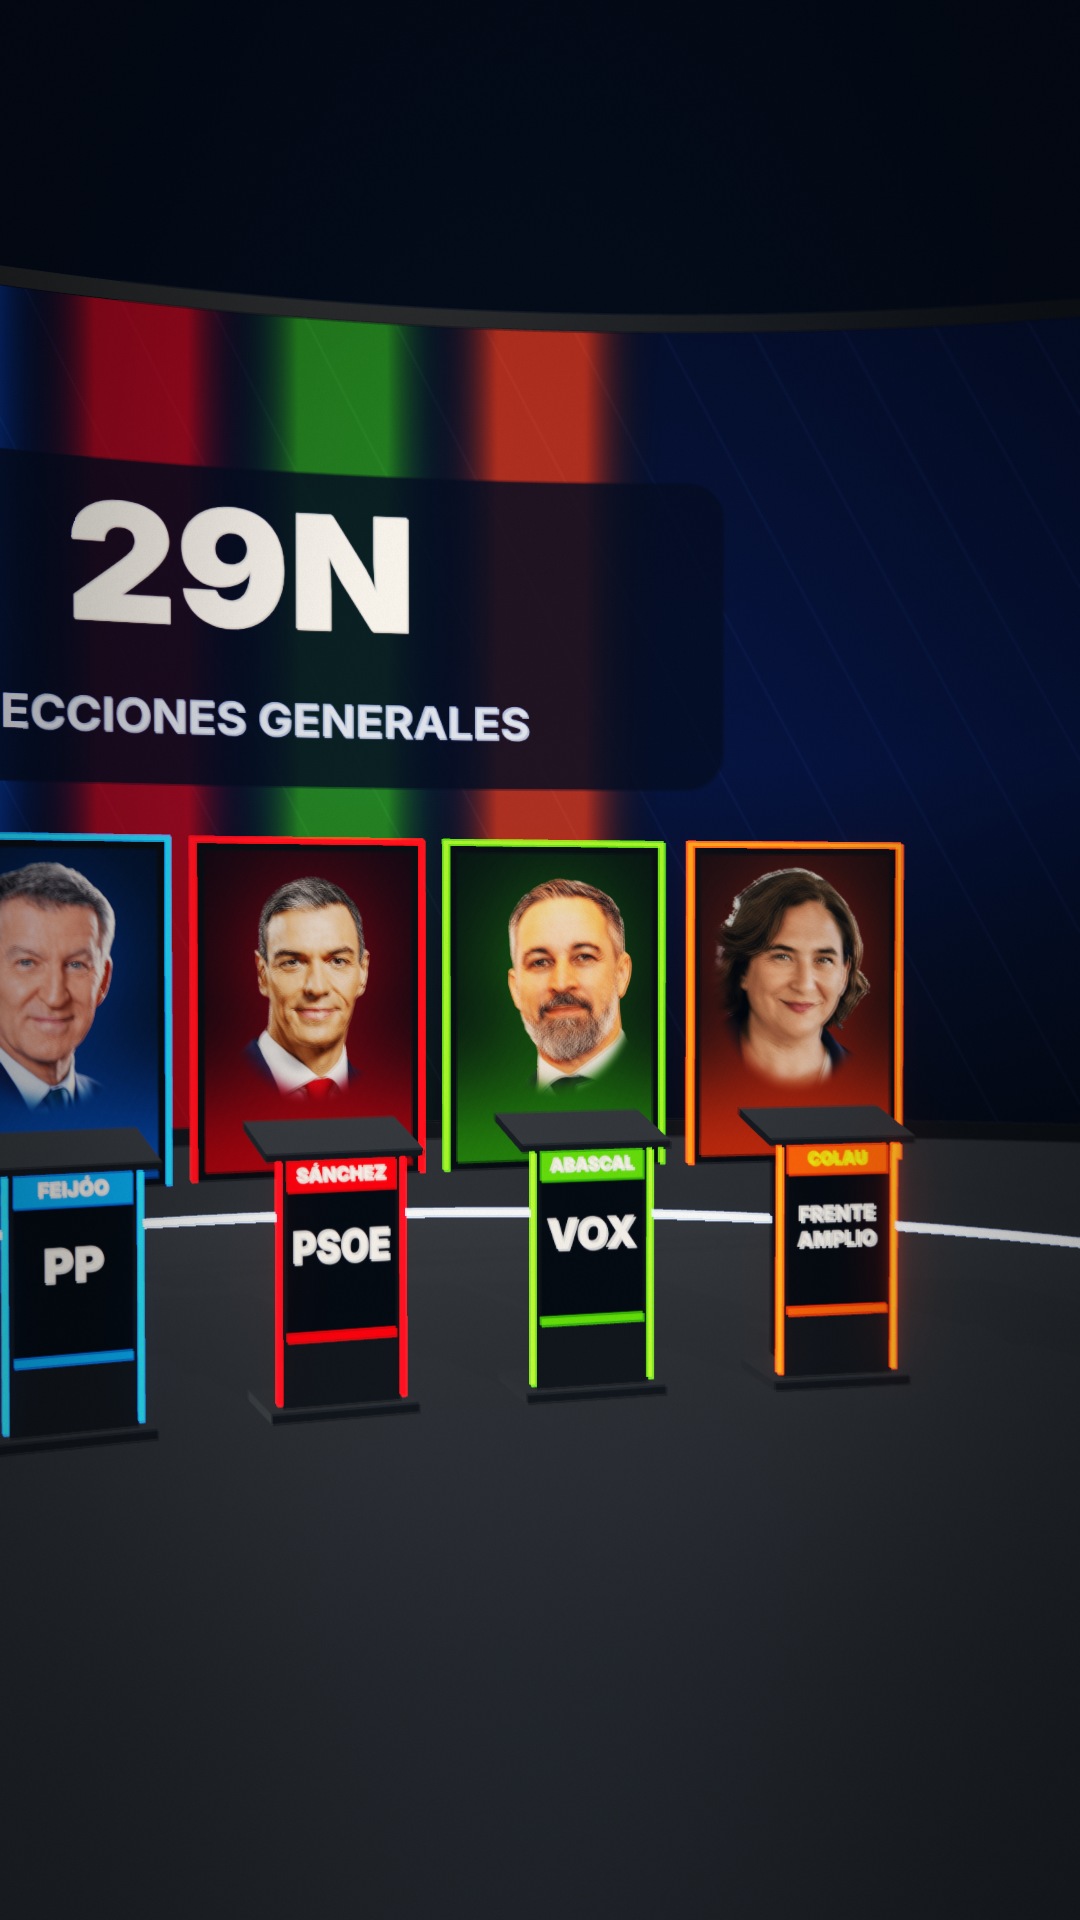 29N
ECCIONES GENERALES
FEIJÓO
PP
SÁNCHEZ
PSOE
ABASCAL
VOX
COLAU
FRENTE
AMPLIO